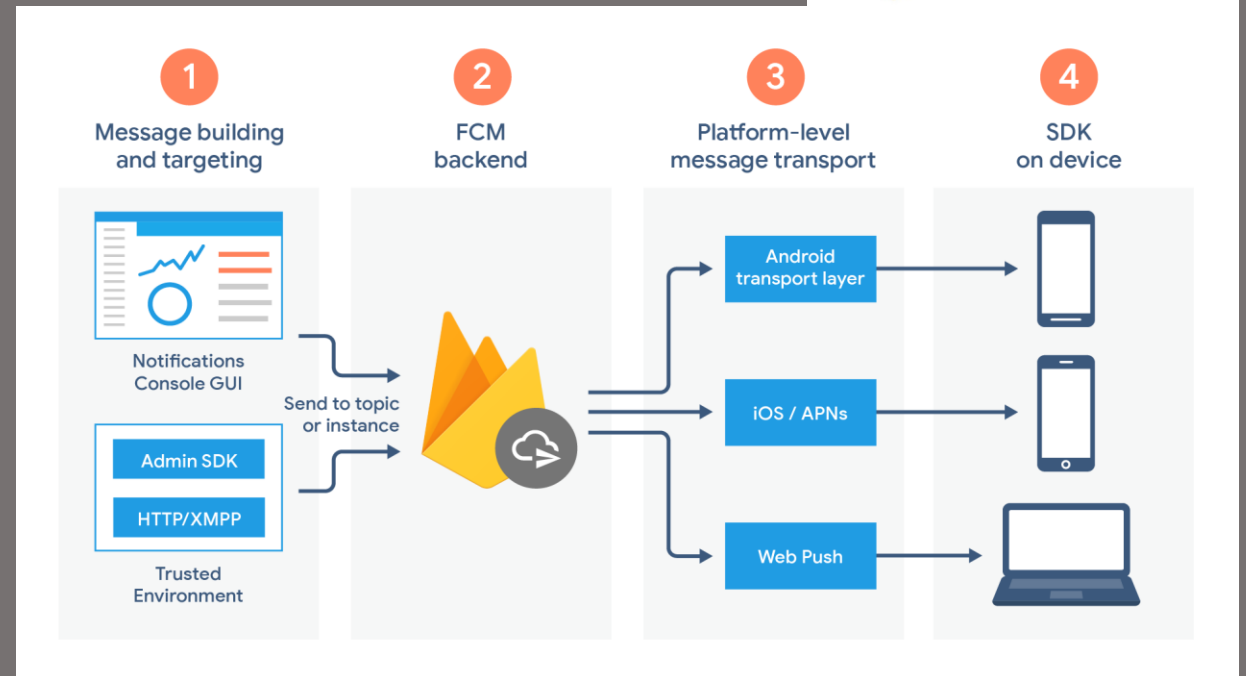 1
Message building
and targeting
2
FCM
backend
3
Platform-level
message transport
4
SDK
on device
Notifications
Console GUI
Send to topic
or instance
Admin SDK
HTTP/XMPP
Trusted
Environment
Android
transport layer
iOS / APNs
Web Push